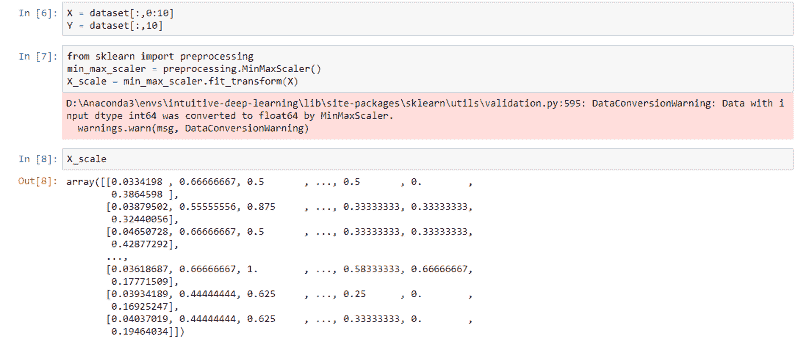 In [6]: X = dataset[:,0:10]
Y = dataset[:,10]
In [7]: from sklearn import preprocessing
min_max_scaler = preprocessing.MinMaxScaler()
X_scale = min_max_scaler.fit_transform(X)
D:\Anaconda3\envs\intuitive-deep-learning\lib\site-packages\sklearn\utils\validation.py:595: DataConversionWarning: Data with i
nput dtype int64 was converted to float64 by MinMaxScaler.
warnings.warn(msg, DataConversionWarning)
In [8]: X_scale
Out[8]: array([[0.0334198 , 0.66666667, 0.5       , ..., 0.5       , 0.        ,
0.3864598 ],
[0.03879502, 0.55555556, 0.875     , ..., 0.33333333, 0.33333333,
0.32440056],
[0.04650728, 0.66666667, 0.5       , ..., 0.33333333, 0.33333333,
0.42877292],
...,
[0.03618687, 0.66666667, 1.        , ..., 0.58333333, 0.66666667,
0.17771509],
[0.03934189, 0.44444444, 0.625     , ..., 0.25      , 0.        ,
0.16925247],
[0.04037019, 0.44444444, 0.625     , ..., 0.33333333, 0.        ,
0.19464034]])